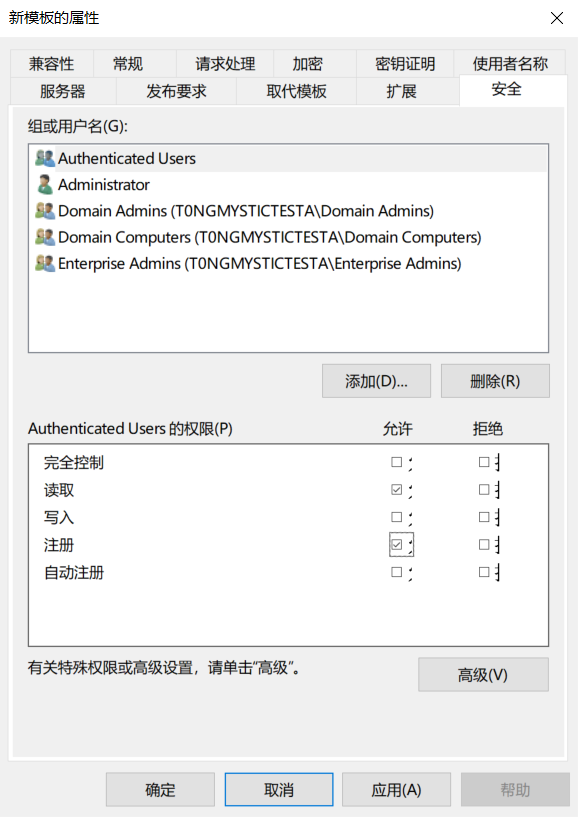 新模板的属性
兼容性 常规 请求处理 加密 密钥证明 使用者名称
服务器 发布要求 取代模板 扩展 安全
组或用户名(G):
Authenticated Users
Administrator
Domain Admins (T0NGMYSTICTESTA\Domain Admins)
Domain Computers (T0NGMYSTICTESTA\Domain Computers)
Enterprise Admins (T0NGMYSTICTESTA\Enterprise Admins)
添加(D)... 删除(R)
Authenticated Users 的权限(P) 允许 拒绝
完全控制
读取
写入
注册
自动注册
有关特殊权限或高级设置，请单击“高级”。 高级(V)
确定 取消 应用(A) 帮助